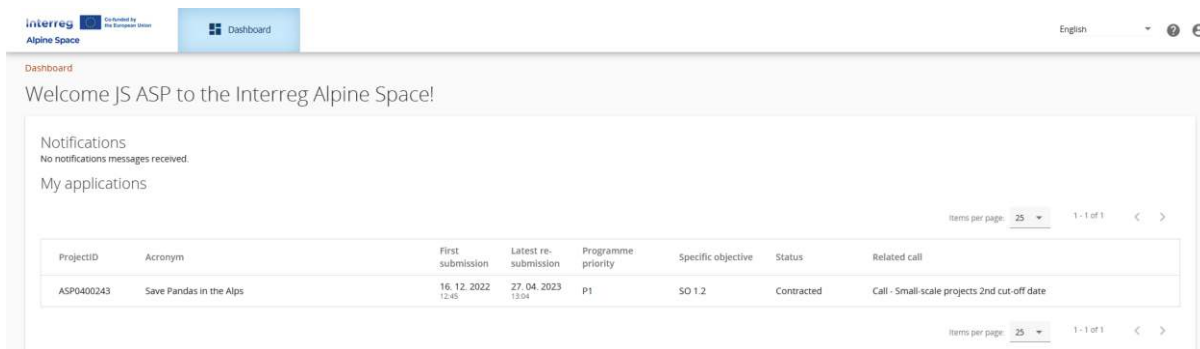 Interreg
Co-funded by
the European Union
Alpine Space
Dashboard
English
Dashboard
Welcome JS ASP to the Interreg Alpine Space!
Notifications
No notifications messages received.
My applications
Items per page: 25 1 - 1 of 1
ProjectID Acronym First submission Latest re-submission Programme priority Specific objective Status Related call
ASP0400243 Save Pandas in the Alps 16. 12. 2022 12:45 27. 04. 2023 13:04 P1 SO 1.2 Contracted Call - Small-scale projects 2nd cut-off date
Items per page: 25 1 - 1 of 1